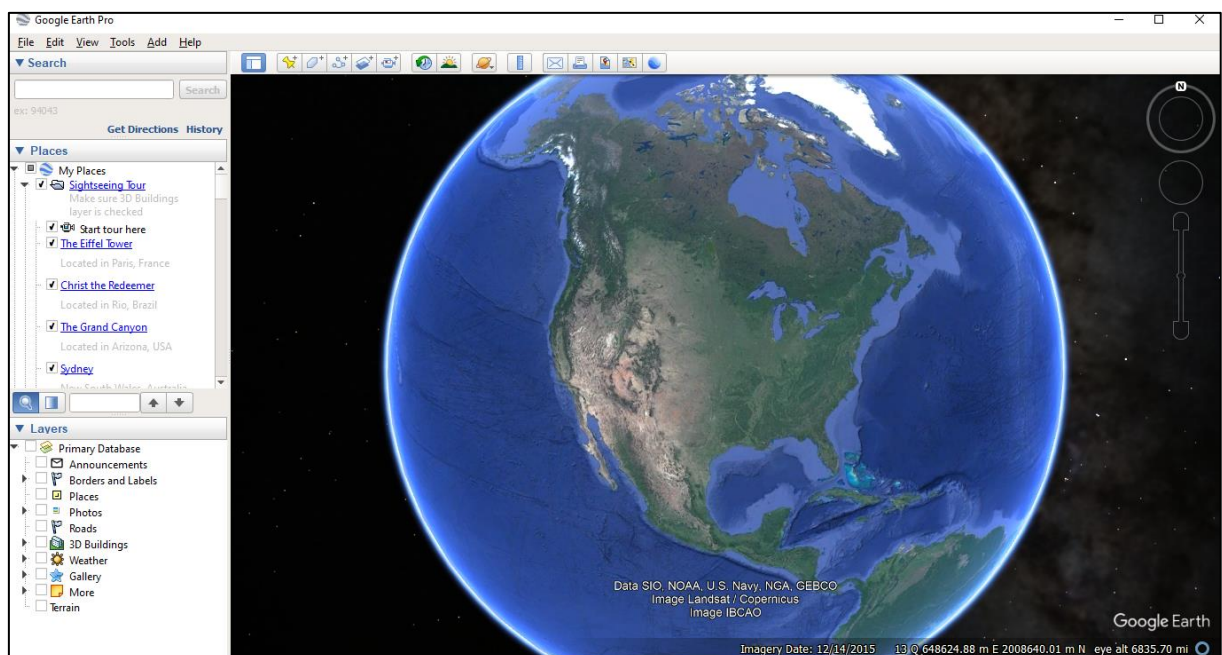 Google Earth Pro
File Edit View Tools Add Help
Search
Search
ex: 94043
Get Directions History
Places
My Places
Sightseeing Tour
Make sure 3D Buildings
layer is checked
Start tour here
The Eiffel Tower
Located in Paris, France
Christ the Redeemer
Located in Rio, Brazil
The Grand Canyon
Located in Arizona, USA
Sydney
New South Wales, Australia
Layers
Primary Database
Announcements
Borders and Labels
Places
Photos
Roads
3D Buildings
Weather
Gallery
More
Terrain
N
Data SIO, NOAA, U.S. Navy, NGA, GEBCO
Image Landsat / Copernicus
Image IBCAO
Google Earth
Imagery Date: 12/14/2015 13 Q 648624.88 m E 2008640.01 m N eye alt 6835.70 mi